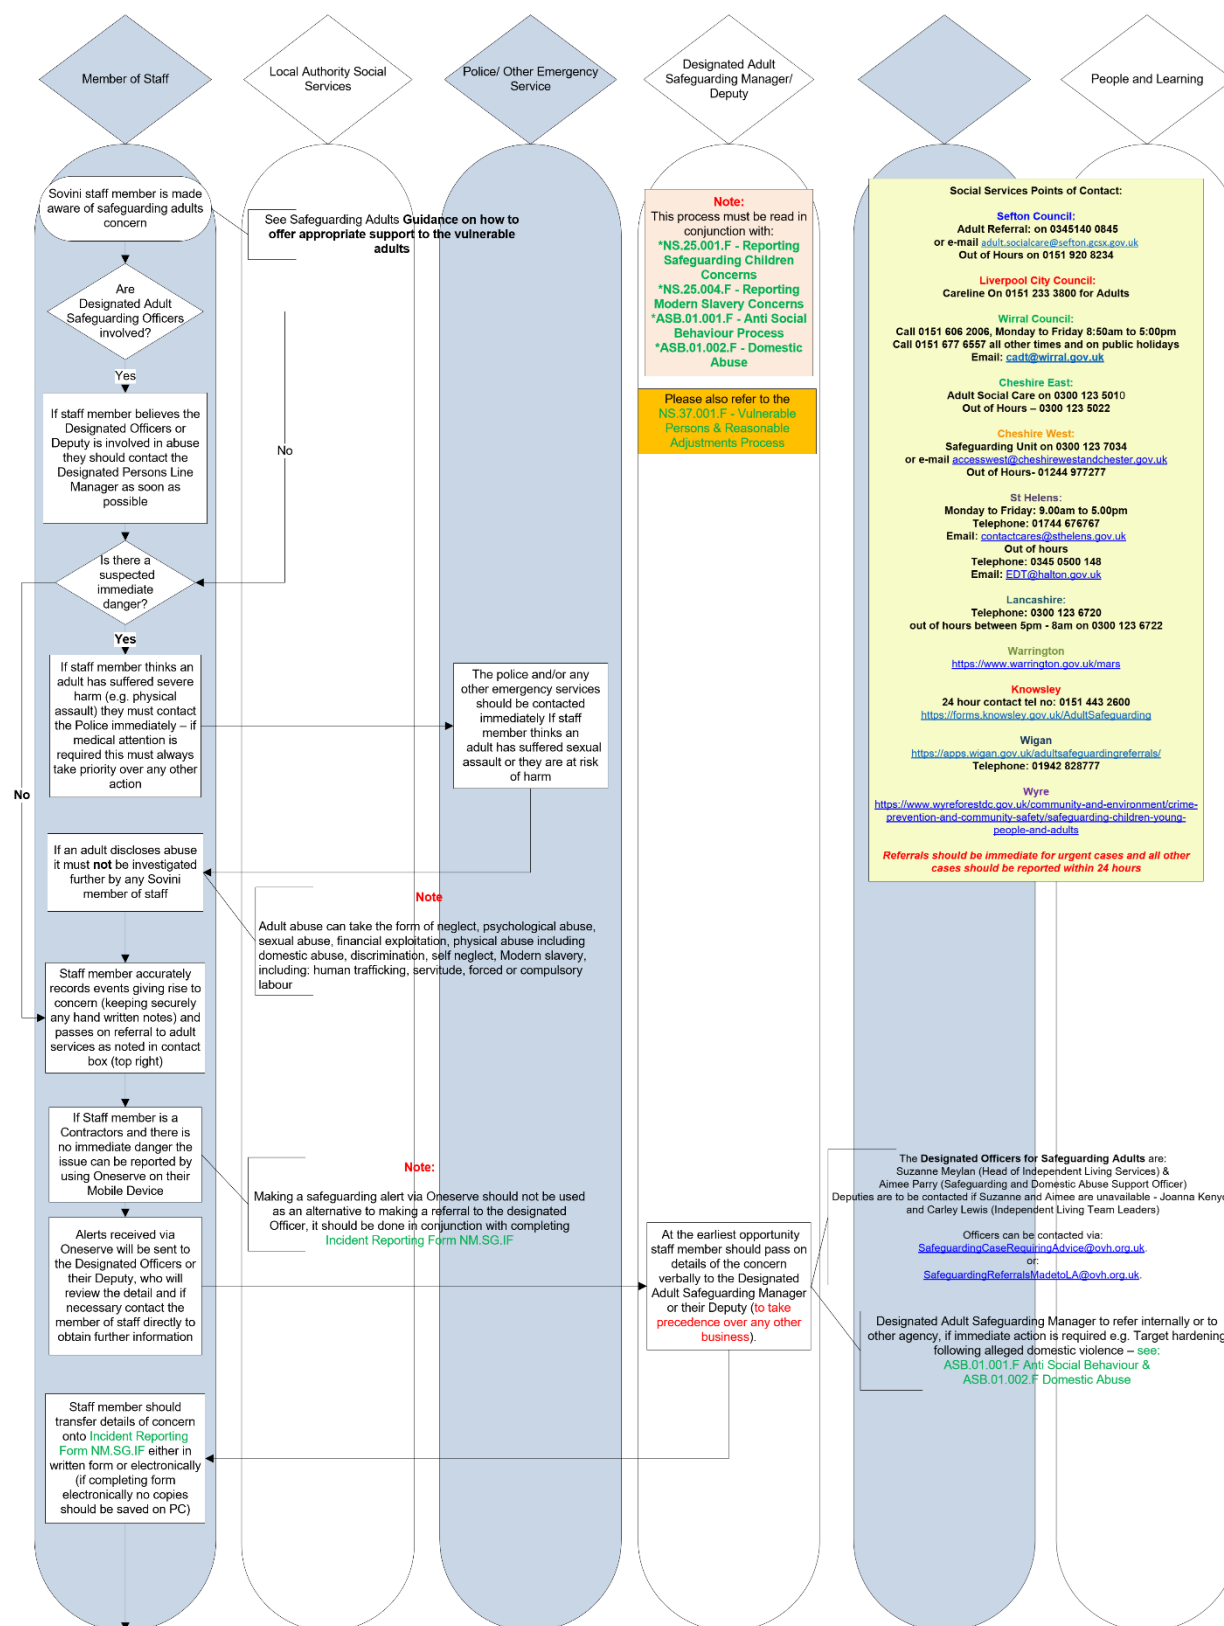 Member of Staff
Local Authority Social
Services
Police/ Other Emergency
Service
Designated Adult
Safeguarding Manager/
Deputy
People and Learning
Sovini staff member is made
aware of safeguarding adults
concern
See Safeguarding Adults Guidance on how to
offer appropriate support to the vulnerable
adults
Are
Designated Adult
Safeguarding Officers
involved?
Yes
No
If staff member believes the
Designated Officers or
Deputy is involved in abuse
they should contact the
Designated Persons Line
Manager as soon as
possible
Is there a
suspected
immediate
danger?
Yes
No
If staff member thinks an
adult has suffered severe
harm (e.g. physical
assault) they must contact
the Police immediately – if
medical attention is
required this must always
take priority over any other
action
The police and/or any
other emergency services
should be contacted
immediately If staff
member thinks an
adult has suffered sexual
assault or they are at risk
of harm
If an adult discloses abuse
it must not be investigated
further by any Sovini
member of staff
Note
Adult abuse can take the form of neglect, psychological abuse,
sexual abuse, financial exploitation, physical abuse including
domestic abuse, discrimination, self neglect, Modern slavery,
including: human trafficking, servitude, forced or compulsory
labour
Staff member accurately
records events giving rise to
concern (keeping securely
any hand written notes) and
passes on referral to adult
services as noted in contact
box (top right)
If Staff member is a
Contractors and there is
no immediate danger the
issue can be reported by
using Oneserve on their
Mobile Device
Note:
Making a safeguarding alert via Oneserve should not be used
as an alternative to making a referral to the designated
Officer, it should be done in conjunction with completing
Incident Reporting Form NM.SG.IF
Alerts received via
Oneserve will be sent to
the Designated Officers or
their Deputy, who will
review the detail and if
necessary contact the
member of staff directly to
obtain further information
At the earliest opportunity
staff member should pass on
details of the concern
verbally to the Designated
Adult Safeguarding Manager
or their Deputy (to take
precedence over any other
business).
Staff member should
transfer details of concern
onto Incident Reporting
Form NM.SG.IF either in
written form or electronically
(if completing form
electronically no copies
should be saved on PC)
Note:
This process must be read in
conjunction with:
*NS.25.001.F - Reporting
Safeguarding Children
Concerns
*NS.25.004.F - Reporting
Modern Slavery Concerns
*ASB.01.001.F - Anti Social
Behaviour Process
*ASB.01.002.F - Domestic
Abuse
Please also refer to the
NS.37.001.F - Vulnerable
Persons & Reasonable
Adjustments Process
Social Services Points of Contact:
Sefton Council:
Adult Referral: on 0345140 0845
or e-mail adult.socialcare@sefton.gcsx.gov.uk
Out of Hours on 0151 920 8234
Liverpool City Council:
Careline On 0151 233 3800 for Adults
Wirral Council:
Call 0151 606 2006, Monday to Friday 8:50am to 5:00pm
Call 0151 677 6557 all other times and on public holidays
Email: cadt@wirral.gov.uk
Cheshire East:
Adult Social Care on 0300 123 5010
Out of Hours – 0300 123 5022
Cheshire West:
Safeguarding Unit on 0300 123 7034
or e-mail accesswest@cheshirewestandchester.gov.uk
Out of Hours- 01244 977277
St Helens:
Monday to Friday: 9.00am to 5.00pm
Telephone: 01744 676767
Email: contactcares@sthelens.gov.uk
Out of hours
Telephone: 0345 0500 148
Email: EDT@halton.gov.uk
Lancashire:
Telephone: 0300 123 6720
out of hours between 5pm - 8am on 0300 123 6722
Warrington
https://www.warrington.gov.uk/mars
Knowsley
24 hour contact tel no: 0151 443 2600
https://forms.knowsley.gov.uk/AdultSafeguarding
Wigan
https://apps.wigan.gov.uk/adultsafeguardingreferrals/
Telephone: 01942 828777
Wyre
https://www.wyreforestdc.gov.uk/community-and-environment/crime-
prevention-and-community-safety/safeguarding-children-young-
people-and-adults
Referrals should be immediate for urgent cases and all other
cases should be reported within 24 hours
The Designated Officers for Safeguarding Adults are:
Suzanne Meylan (Head of Independent Living Services) &
Aimee Parry (Safeguarding and Domestic Abuse Support Officer)
Deputies are to be contacted if Suzanne and Aimee are unavailable - Joanna Kenyo
and Carley Lewis (Independent Living Team Leaders)
Officers can be contacted via:
SafeguardingCaseRequiringAdvice@ovh.org.uk.
or:
SafeguardingReferralsMadetoLA@ovh.org.uk.
Designated Adult Safeguarding Manager to refer internally or to
other agency, if immediate action is required e.g. Target hardening
following alleged domestic violence – see:
ASB.01.001.F Anti Social Behaviour &
ASB.01.002.F Domestic Abuse